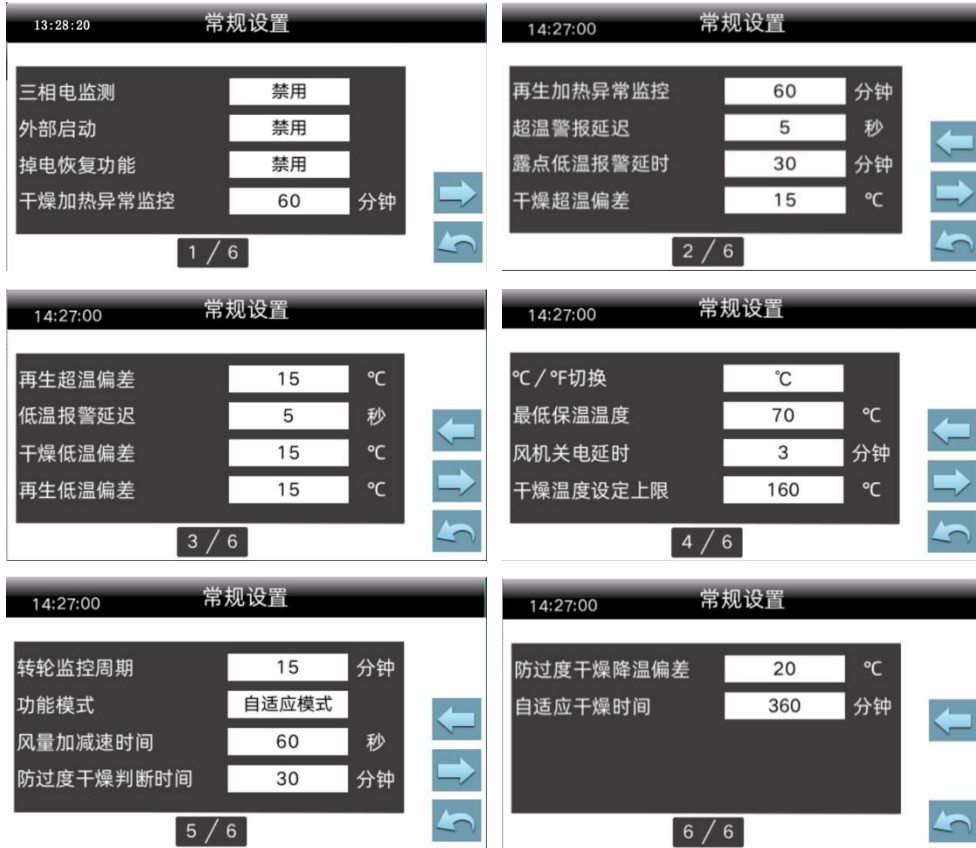 13:28:20 常规设置
三相电监测 禁用
外部启动 禁用
掉电恢复功能 禁用
干燥加热异常监控 60 分钟
1 / 6
14:27:00 常规设置
再生加热异常监控 60 分钟
超温警报延迟 5 秒
露点低温报警延时 30 分钟
干燥超温偏差 15 ℃
2 / 6
14:27:00 常规设置
再生超温偏差 15 ℃
低温报警延迟 5 秒
干燥低温偏差 15 ℃
再生低温偏差 15 ℃
3 / 6
14:27:00 常规设置
℃/℉切换 ℃
最低保温温度 70 ℃
风机关电延时 3 分钟
干燥温度设定上限 160 ℃
4 / 6
14:27:00 常规设置
转轮监控周期 15 分钟
功能模式 自适应模式
风量加减速时间 60 秒
防过度干燥判断时间 30 分钟
5 / 6
14:27:00 常规设置
防过度干燥降温偏差 20 ℃
自适应干燥时间 360 分钟
6 / 6